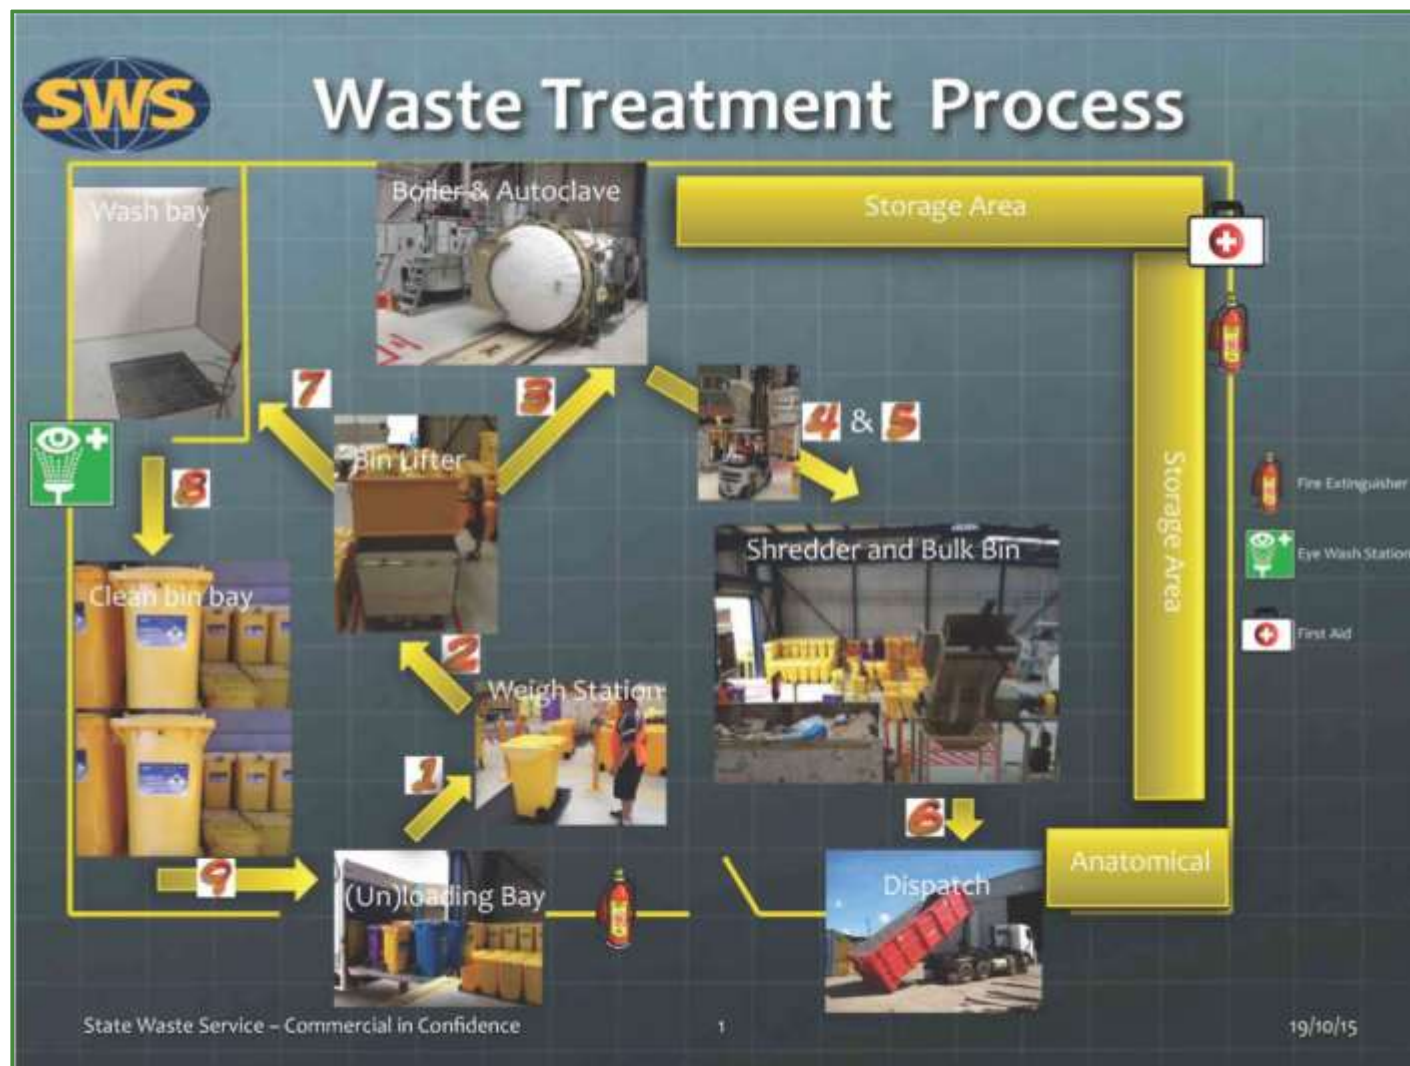 SWS
Waste Treatment Process
Wash bay
Boiler & Autoclave
Storage Area
7
3
4 & 5
Bin Lifter
8
Storage Area
Fire Extinguisher
Shredder and Bulk Bin
Eye Wash Station
Clean bin bay
First Aid
2
Weigh Station
1
6
Anatomical
9
(Un)loading Bay
Dispatch
State Waste Service – Commercial in Confidence
1
19/10/15